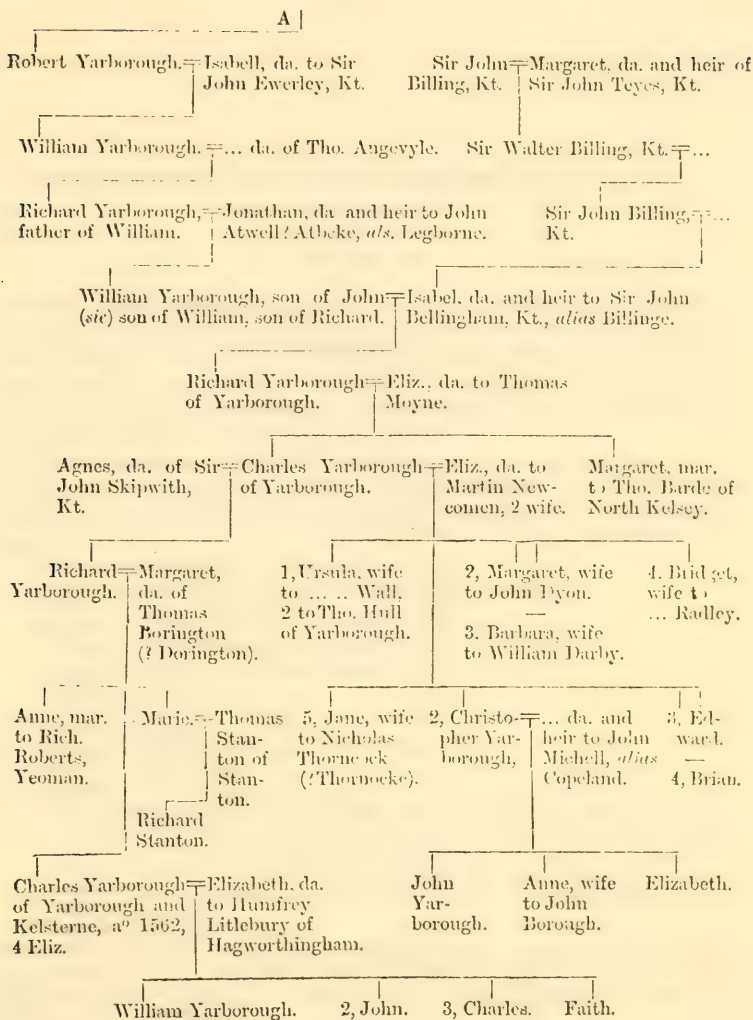 A
Robert Yarborough. Isabell, da. to Sir John Ewerley, Kt.
Sir John Billing, Kt. Margaret, da. and heir of Sir John Teyes, Kt.
William Yarborough. ... da. of Tho. Angevyle.
Sir Walter Billing, Kt. ...
Richard Yarborough, father of William.
Jonathan, da and heir to John Atwell? Atbeke, als. Legborne.
Sir John Billing, Kt. ...
William Yarborough, son of John (sic) son of William, son of Richard.
Isabel, da. and heir to Sir John Bellingham, Kt., alias Billinge.
Richard Yarborough of Yarborough.
Eliz., da. to Thomas Moyne.
Agnes, da. of Sir John Skipwith, Kt.
Charles Yarborough of Yarborough.
Eliz., da. to Martin Newcomen, 2 wife.
Margaret, mar. to Tho. Barde of North Kelsey.
Richard Yarborough.
Margaret, da. of Thomas Borington (? Dorington).
1, Ursula, wife to ... .. Wall, 2 to Tho. Hull of Yarborough.
2, Margaret, wife to John Dyon.
—
3, Barbara, wife to William Darby.
4, Bridget, wife to ... Radley.
Anne, mar. to Rich. Roberts, Yeoman.
Marie. Thomas Stanton of Stanton.
Richard Stanton.
5, Jane, wife to Nicholas Thorncock (? Thornocke).
2, Christopher Yarborough,
... da. and heir to John Michell, alias Copeland.
3, Edward.
—
4, Brian.
Charles Yarborough of Yarborough and Kelsterne, aº 1562, 4 Eliz.
Elizabeth, da. to Humfrey Litlebury of Hagworthingham.
John Yarborough.
Anne, wife to John Borough.
Elizabeth.
William Yarborough. 2, John. 3, Charles. Faith.